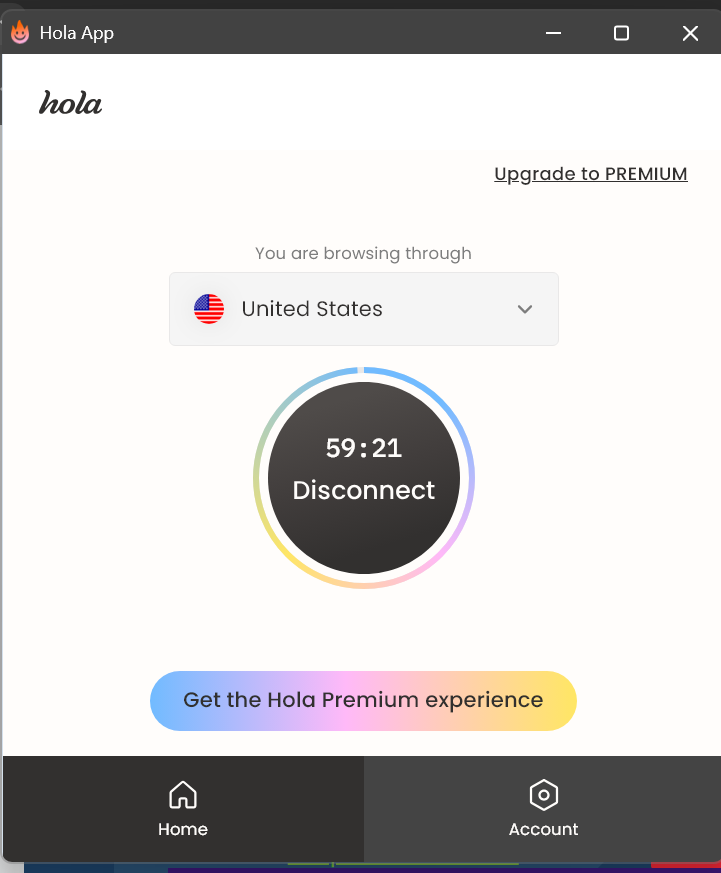 Hola App
hola
Upgrade to PREMIUM
You are browsing through
United States
59:21
Disconnect
Get the Hola Premium experience
Home
Account